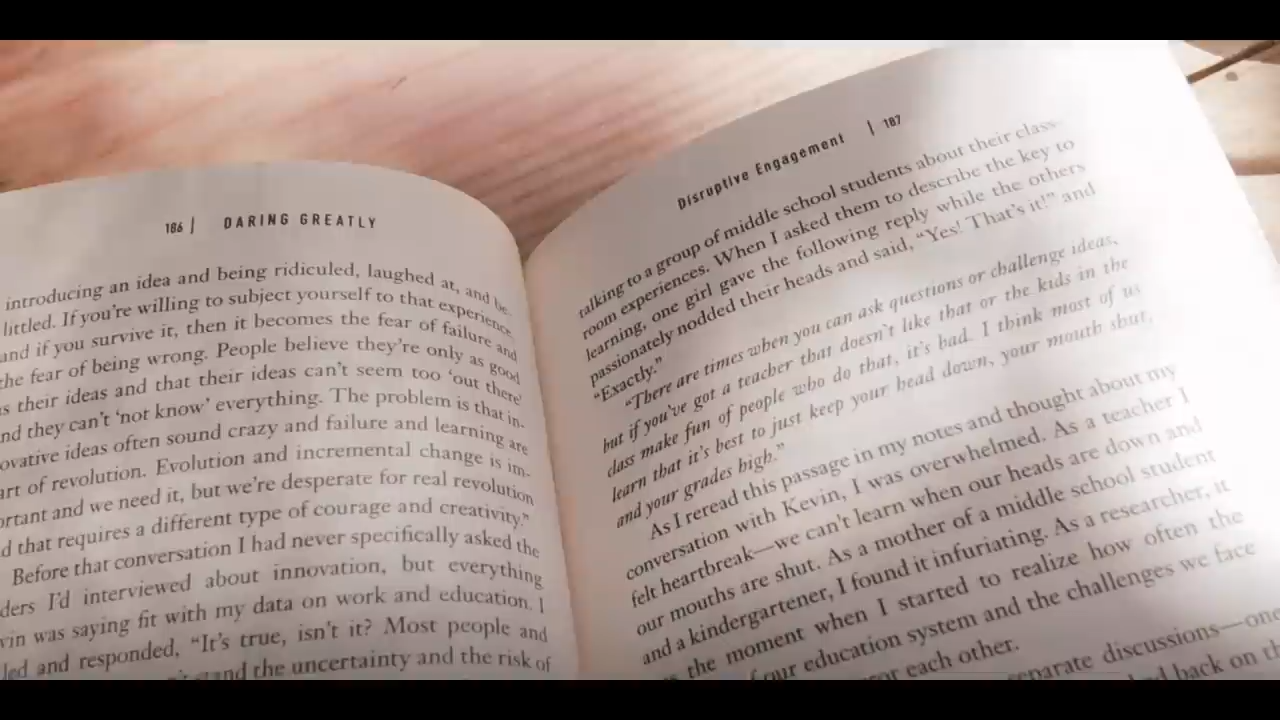 186 | DARING GREATLY
introducing an idea and being ridiculed, laughed at, and be-
littled. If you're willing to subject yourself to that experience,
and if you survive it, then it becomes the fear of failure and
the fear of being wrong. People believe they're only as good
as their ideas and that their ideas can't seem too 'out there'
nd they can't 'not know' everything. The problem is that in-
ovative ideas often sound crazy and failure and learning are
art of revolution. Evolution and incremental change is im-
ortant and we need it, but we're desperate for real revolution
d that requires a different type of courage and creativity."
Before that conversation I had never specifically asked the
ders I'd interviewed about innovation, but everything
vin was saying fit with my data on work and education. I
led and responded, "It's true, isn't it? Most people and
stand the uncertainty and the risk of
Disruptive Engagement | 187
talking to a group of middle school students about their class-
room experiences. When I asked them to describe the key to
learning, one girl gave the following reply while the others
passionately nodded their heads and said, "Yes! That's it!" and
"Exactly."
"There are times when you can ask questions or challenge ideas,
but if you've got a teacher that doesn't like that or the kids in the
class make fun of people who do that, it's bad. I think most of us
learn that it's best to just keep your head down, your mouth shut,
and your grades high."
As I reread this passage in my notes and thought about my
conversation with Kevin, I was overwhelmed. As a teacher I
felt heartbreak—we can't learn when our heads are down and
our mouths are shut. As a mother of a middle school student
and a kindergartener, I found it infuriating. As a researcher, it
the moment when I started to realize how often the
our education system and the challenges we face
each other.
separate discussions—one
back on the